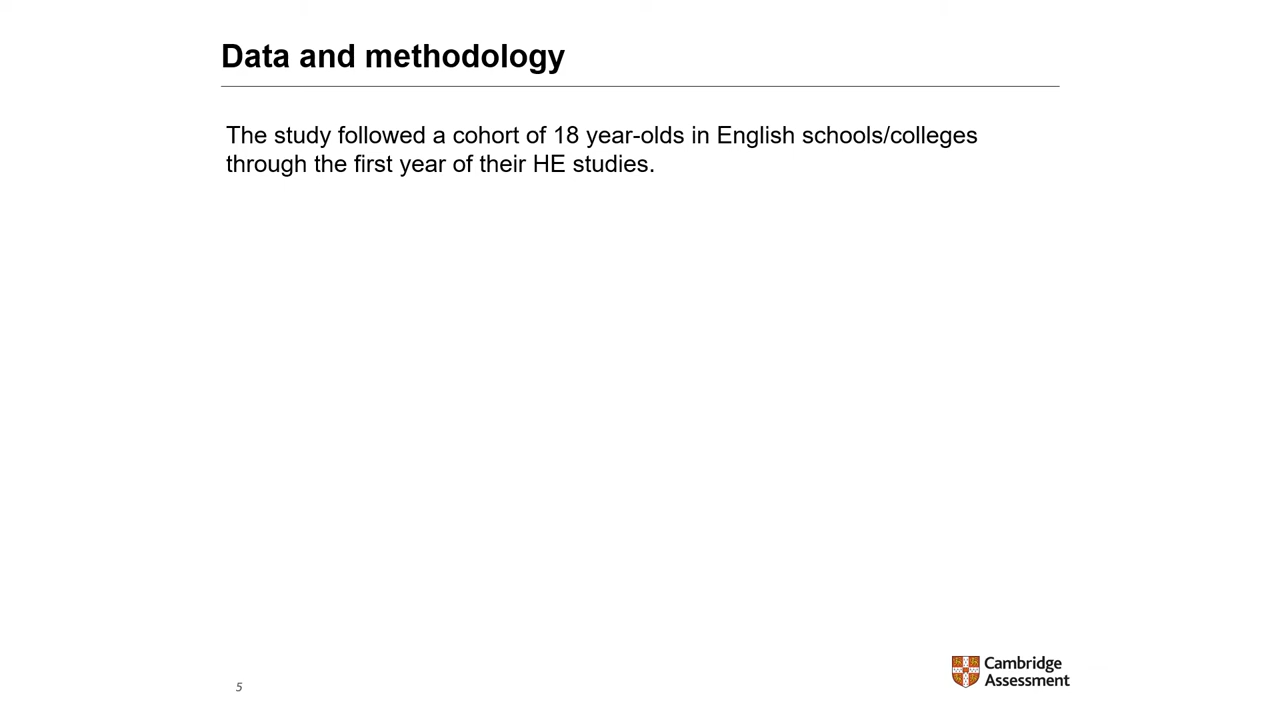 Data and methodology
The study followed a cohort of 18 year-olds in English schools/colleges
through the first year of their HE studies.
5
Cambridge
Assessment